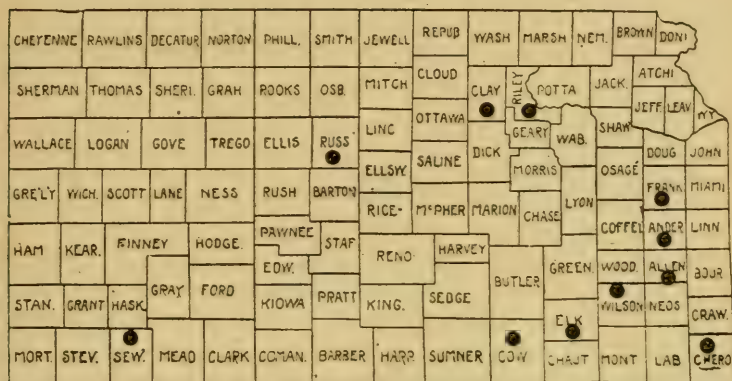 CHEYENNE RAWLINS DECATUR NORTON PHILL. SMITH JEWELL REPUB WASH MARSH NEM. BROWN DONI
SHERMAN THOMAS SHERI. GRAH ROOKS OSB. MITCH CLOUD CLAY RILEY POTTA JACK. ATCHI
JEFF. LEAV WY.
WALLACE LOGAN GOVE TREGO ELLIS RUSS LINC OTTAWA GEARY WAB. SHAW DOUG JOHN
ELLSW. SALINE DICK MORRIS OSAGE FRANK MIAMI
GRE'LY WICH. SCOTT LANE NESS RUSH BARTON RICE- McPHER MARION CHASE LYON
HAM KEAR. FINNEY HODGE. PAWNEE STAF RENO HARVEY COFFEL ANDER LINN
EDW. BUTLER GREEN. WOOD. ALLEN BOUR
STAN. GRANT HASK. GRAY FORD KIOWA PRATT KING. SEDGE ELK WILSON NEOS CRAW.
MORT. STEV. SEW. MEAD CLARK COMAN. BARBER HARP. SUMNER COW CHAUT MONT LAB CHERO